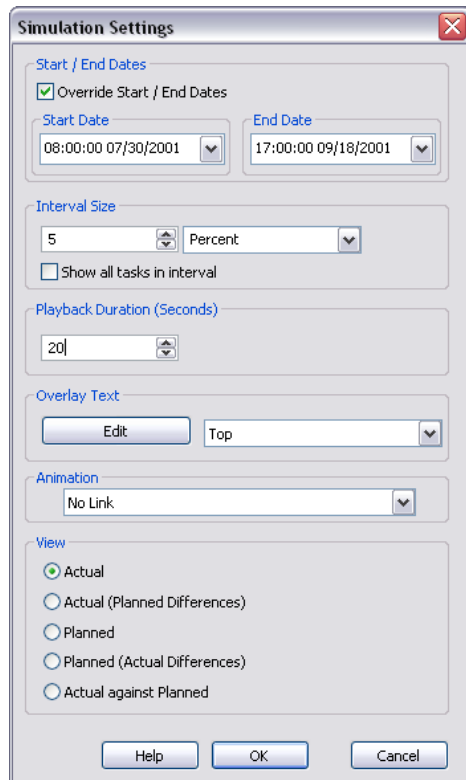 Simulation Settings
Start / End Dates
Override Start / End Dates
Start Date
End Date
08:00:00 07/30/2001
17:00:00 09/18/2001
Interval Size
5
Percent
Show all tasks in interval
Playback Duration (Seconds)
20
Overlay Text
Edit
Top
Animation
No Link
View
Actual
Actual (Planned Differences)
Planned
Planned (Actual Differences)
Actual against Planned
Help
OK
Cancel